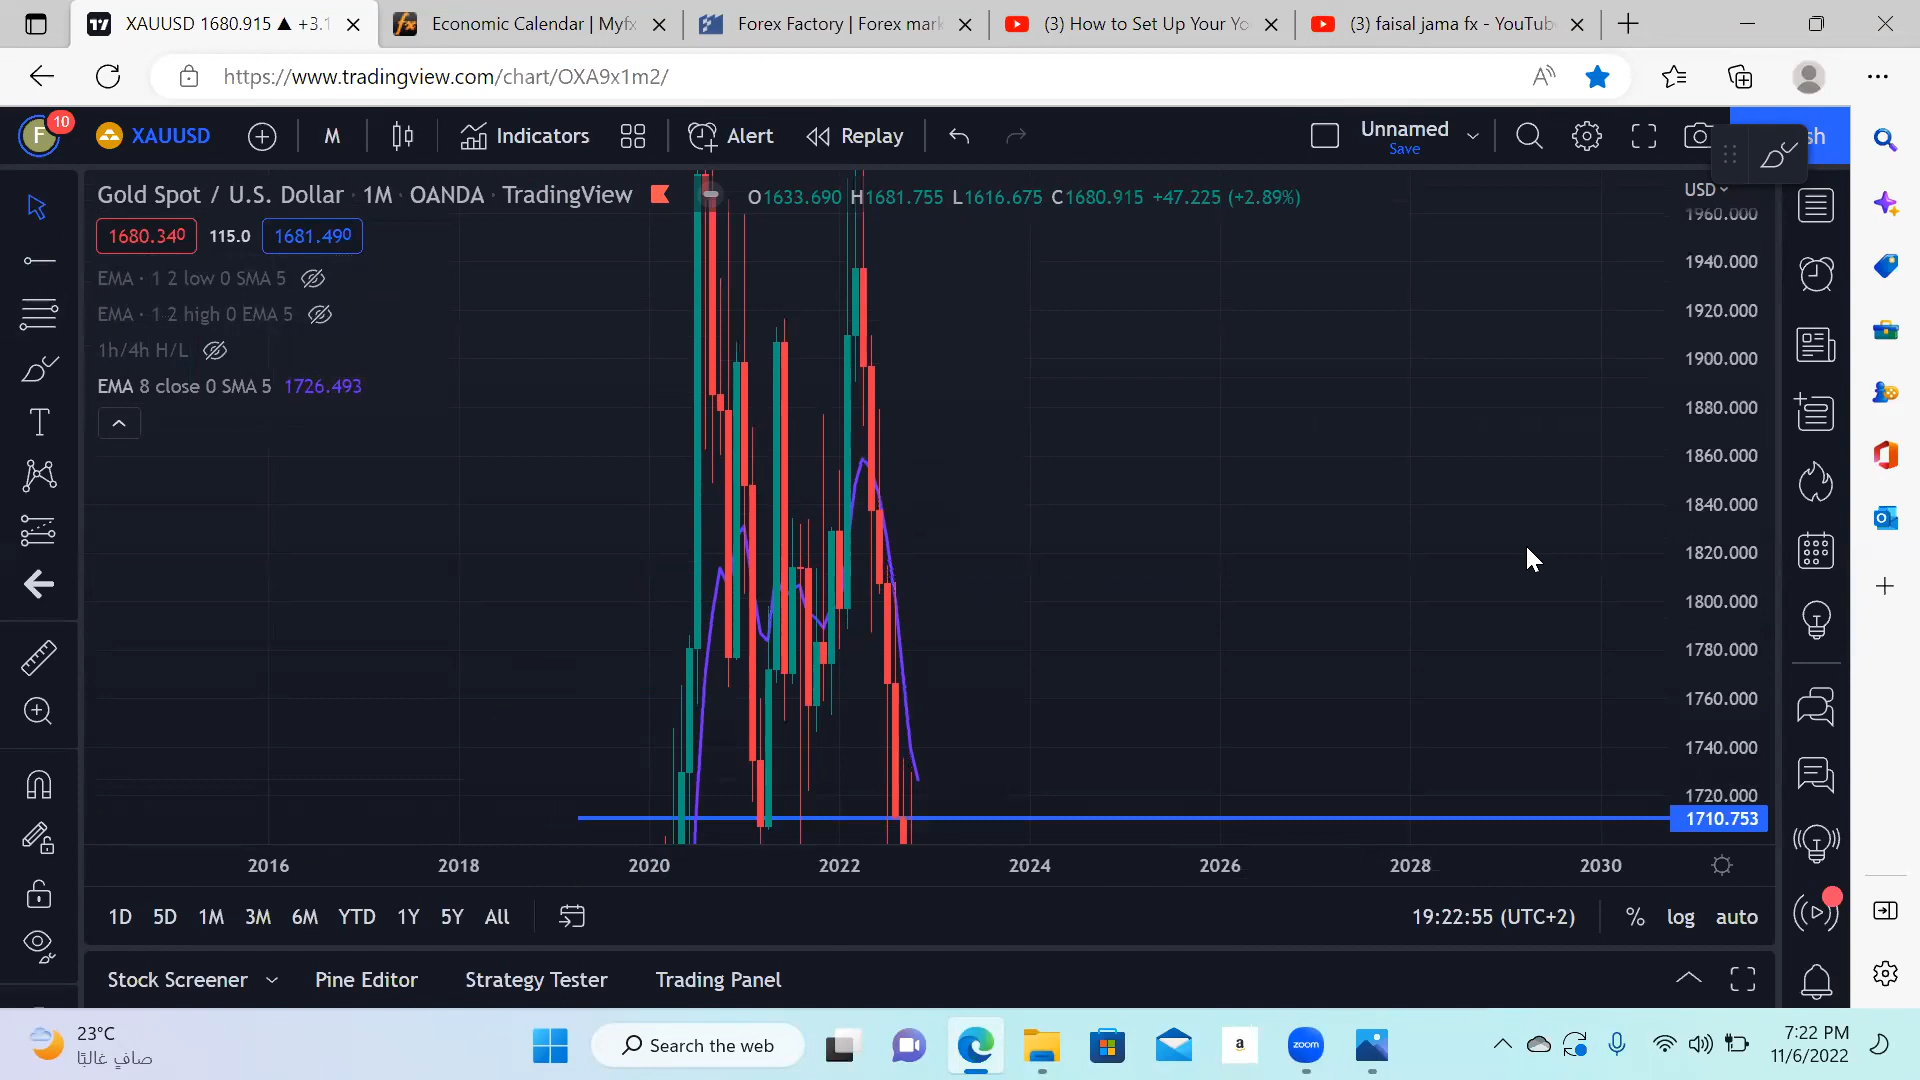 XAUUSD 1680.915 ▲ +3.1
Economic Calendar | Myfx
Forex Factory | Forex mark
(3) How to Set Up Your Yo
(3) faisal jama fx - YouTub
https://www.tradingview.com/chart/OXA9x1m2/
F
10
XAUUSD
M
Indicators
Alert
Replay
Unnamed
Save
sh
Gold Spot / U.S. Dollar · 1M · OANDA · TradingView
O1633.690 H1681.755 L1616.675 C1680.915 +47.225 (+2.89%)
USD
1680.340
115.0
1681.490
EMA · 1 2 low 0 SMA 5
EMA · 1 2 high 0 EMA 5
1h/4h H/L
EMA 8 close 0 SMA 5 1726.493
1960.000
1940.000
1920.000
1900.000
1880.000
1860.000
1840.000
1820.000
1800.000
1780.000
1760.000
1740.000
1720.000
1710.753
2016
2018
2020
2022
2024
2026
2028
2030
1D 5D 1M 3M 6M YTD 1Y 5Y All
19:22:55 (UTC+2)
% log auto
Stock Screener
Pine Editor
Strategy Tester
Trading Panel
23°C
صافٍ غالبًا
Search the web
a
zoom
7:22 PM
11/6/2022